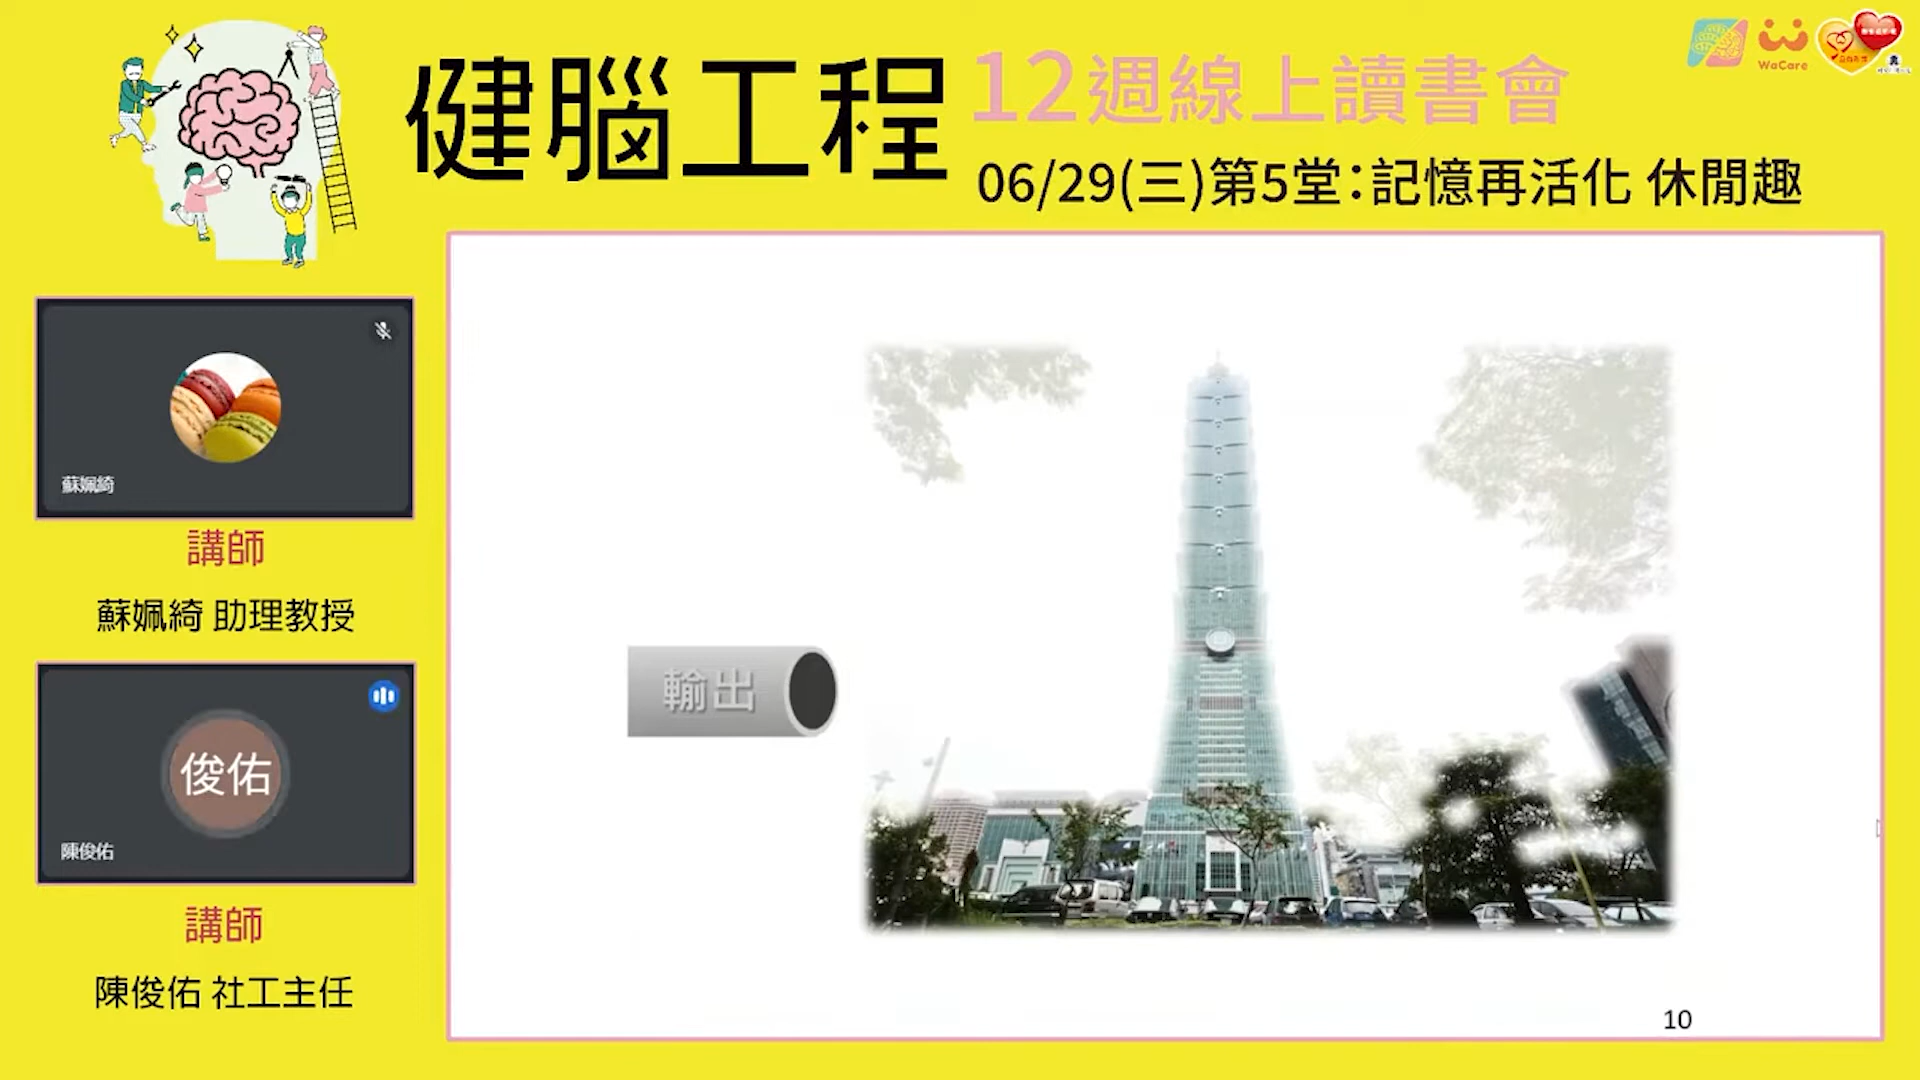 健腦工程
12週線上讀書會
06/29(三)第5堂：記憶再活化 休閒趣
WaCare
蘇姵綺
講師
蘇姵綺 助理教授
俊佑
陳俊佑
講師
陳俊佑 社工主任
輸出
10